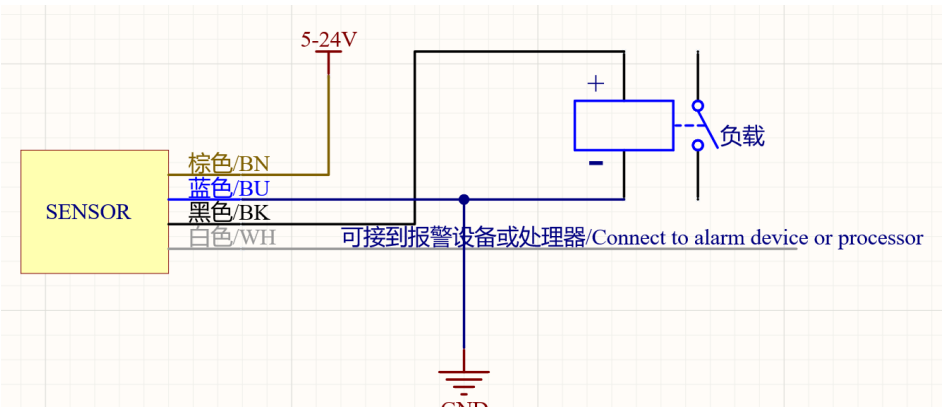 5-24V
+
负载
-
棕色/BN
蓝色/BU
SENSOR
黑色/BK
白色/WH
可接到报警设备或处理器/Connect to alarm device or processor
GND